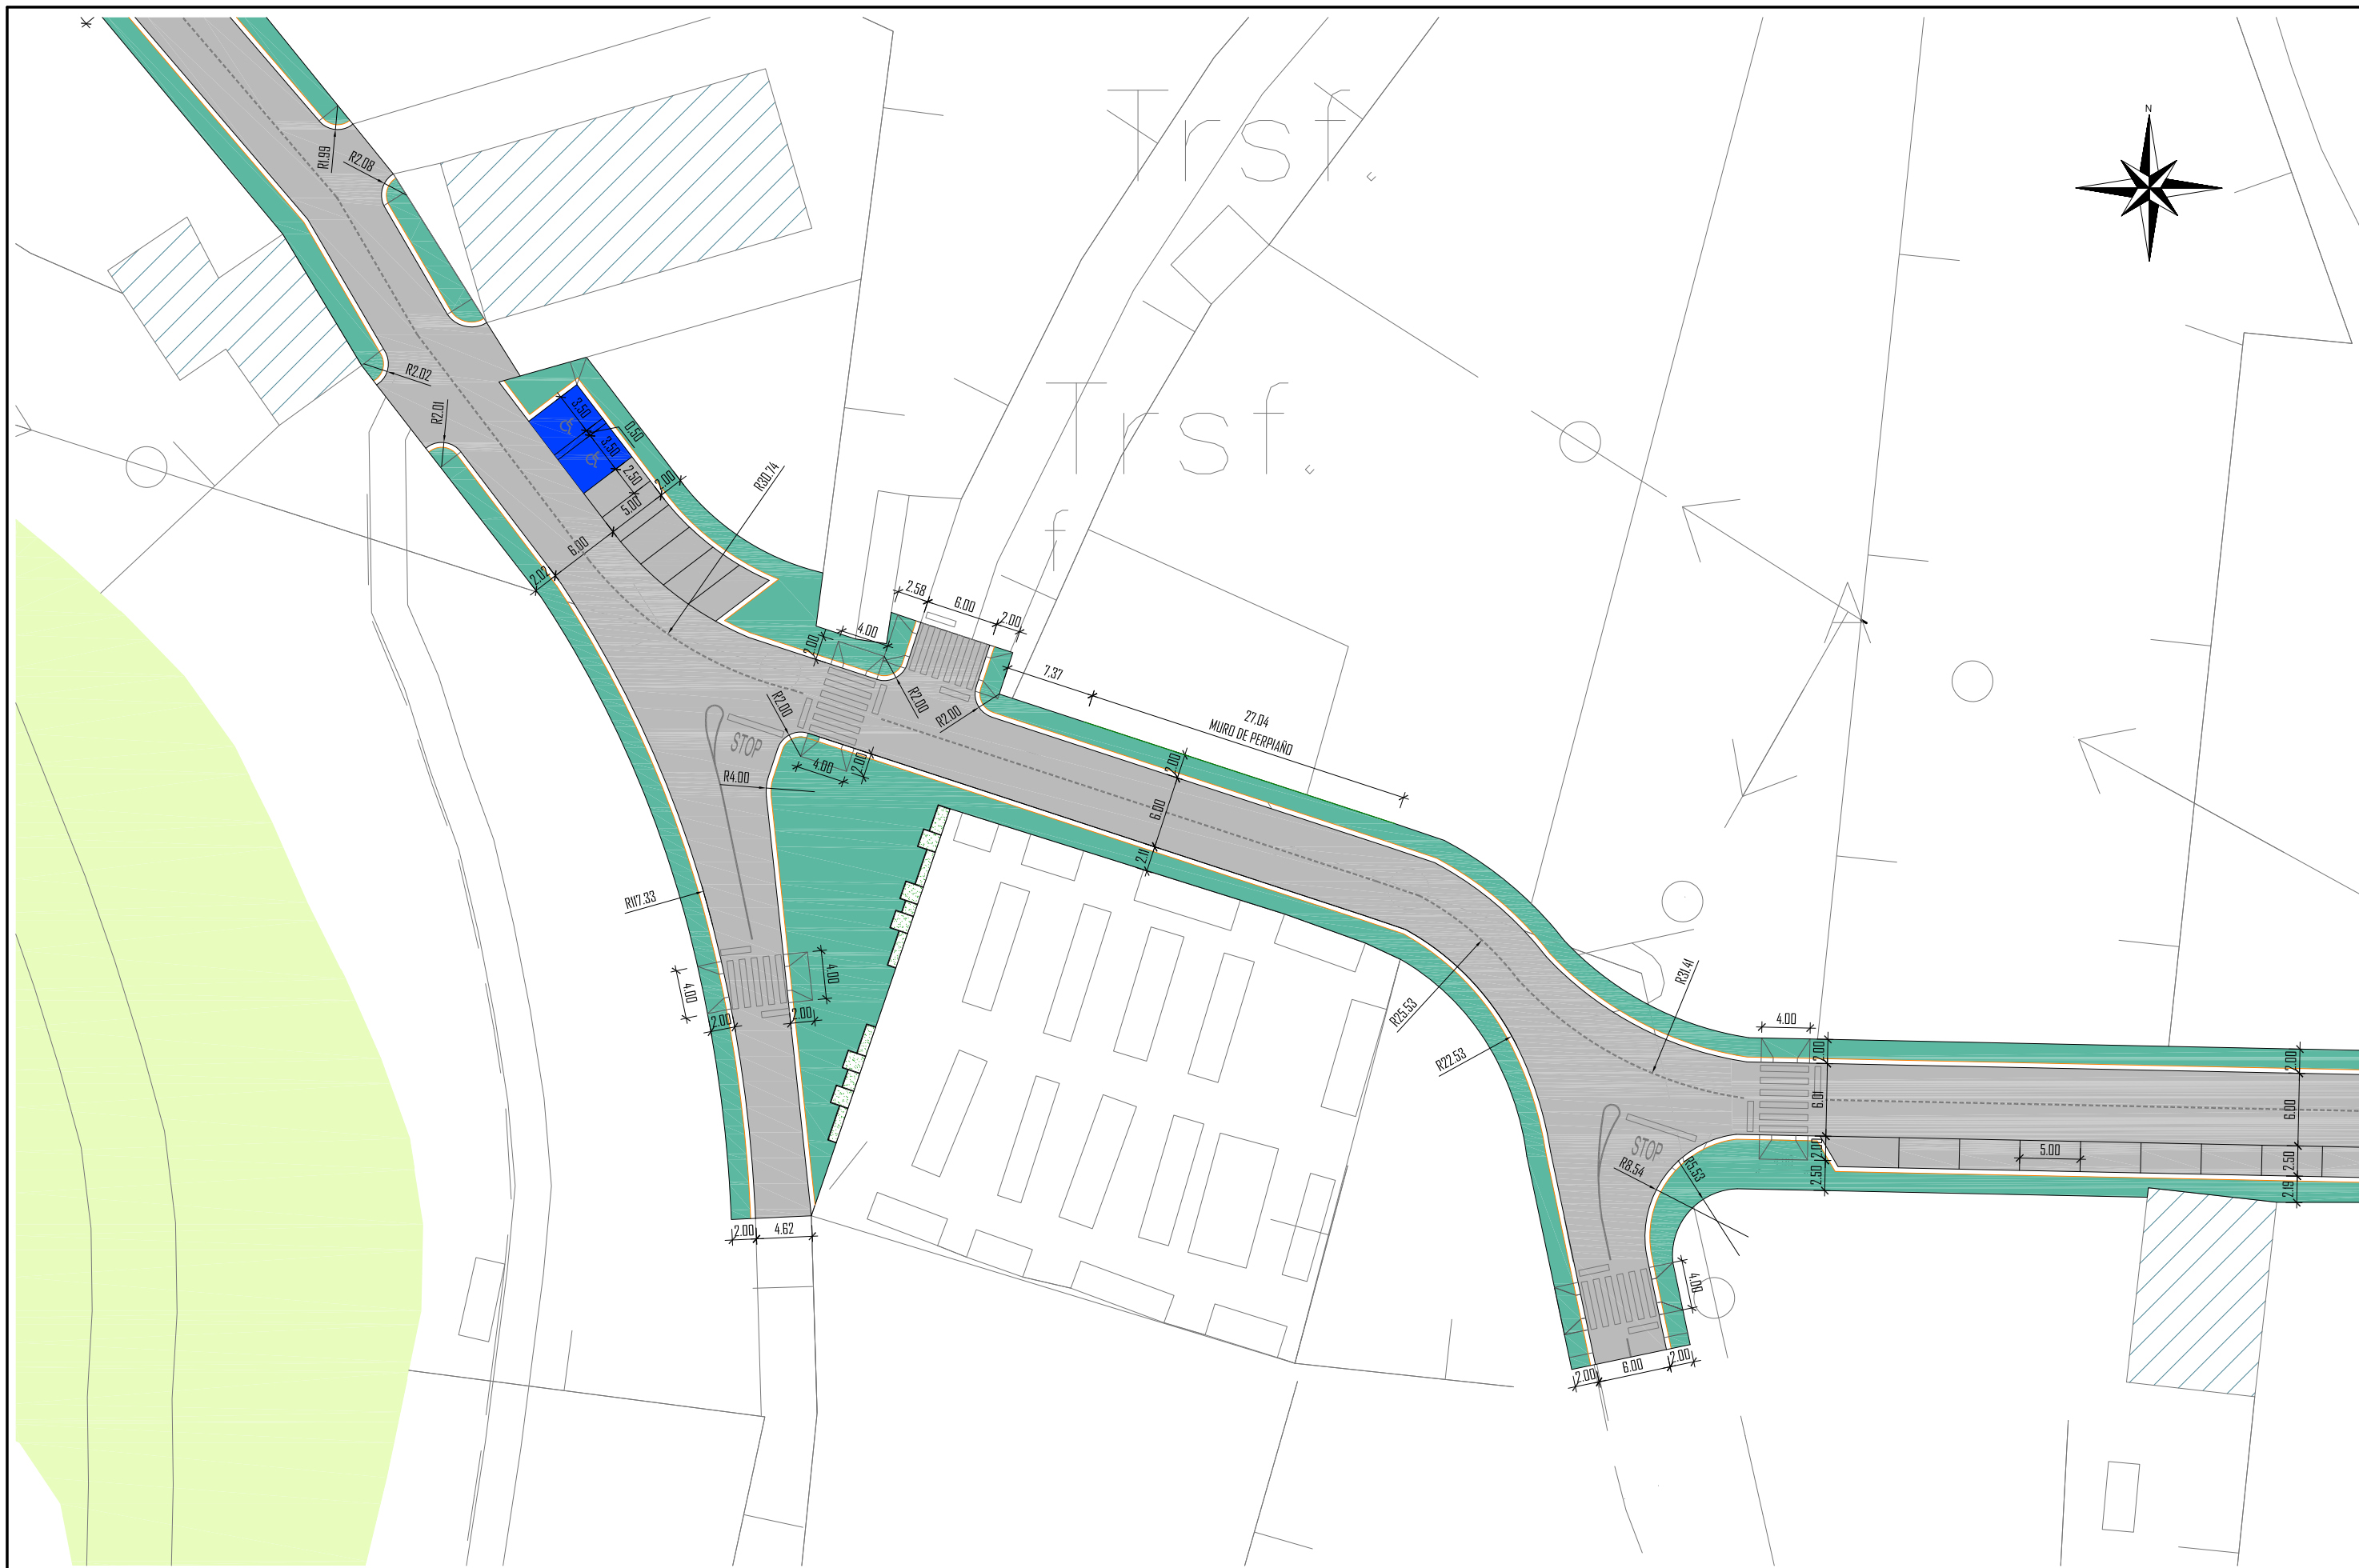 N
Trsf.
E
R1.99
R2.08
R2.02
R2.01
3.50
0.50
3.50
2.50
2.00
5.00
R30.74
6.00
2.02
Trsf.
E
f
2.58
6.00
2.00
4.00
2.00
7.37
R2.00
R2.00
R2.00
27.04
MURO DE PERPIAÑO
STOP
4.00
2.00
R4.00
2.00
6.00
2.11
A
R117.33
4.00
4.00
2.00
2.00
R25.53
R31.41
R22.53
4.00
2.00
2.00
6.01
6.00
STOP
2.00
5.00
2.50
R8.54
R5.53
2.50
2.19
2.00
4.62
4.00
2.00
6.00
2.00